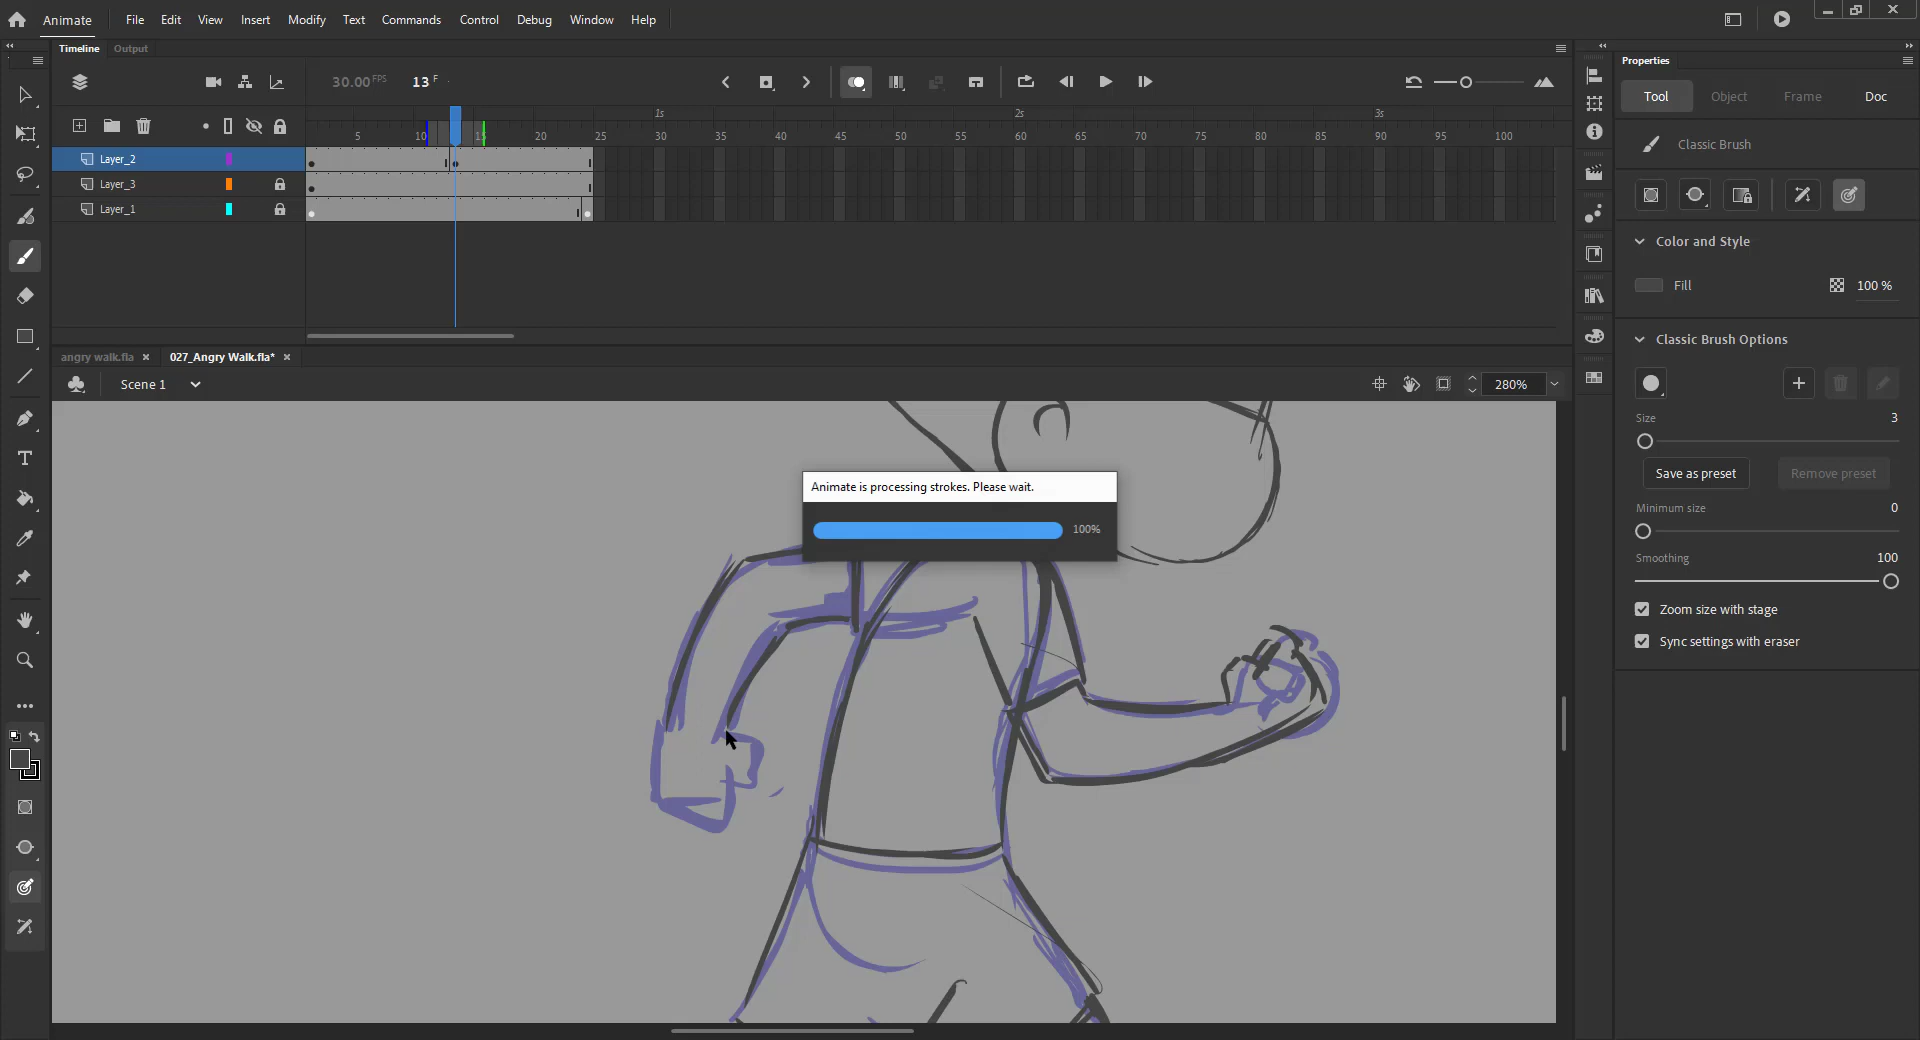 Animate
File Edit View Insert Modify Text Commands Control Debug Window Help
Timeline Output
30.00 FPS 13 F
1s 2s 3s
5 10 15 20 25 30 35 40 45 50 55 60 65 70 75 80 85 90 95 100
Layer_2
Layer_3
Layer_1
angry walk.fla 027_Angry Walk.fla*
Scene 1
280%
Animate is processing strokes. Please wait.
100%
Properties
Tool Object Frame Doc
Classic Brush
Color and Style
Fill 100 %
Classic Brush Options
Size 3
Save as preset Remove preset
Minimum size 0
Smoothing 100
Zoom size with stage
Sync settings with eraser